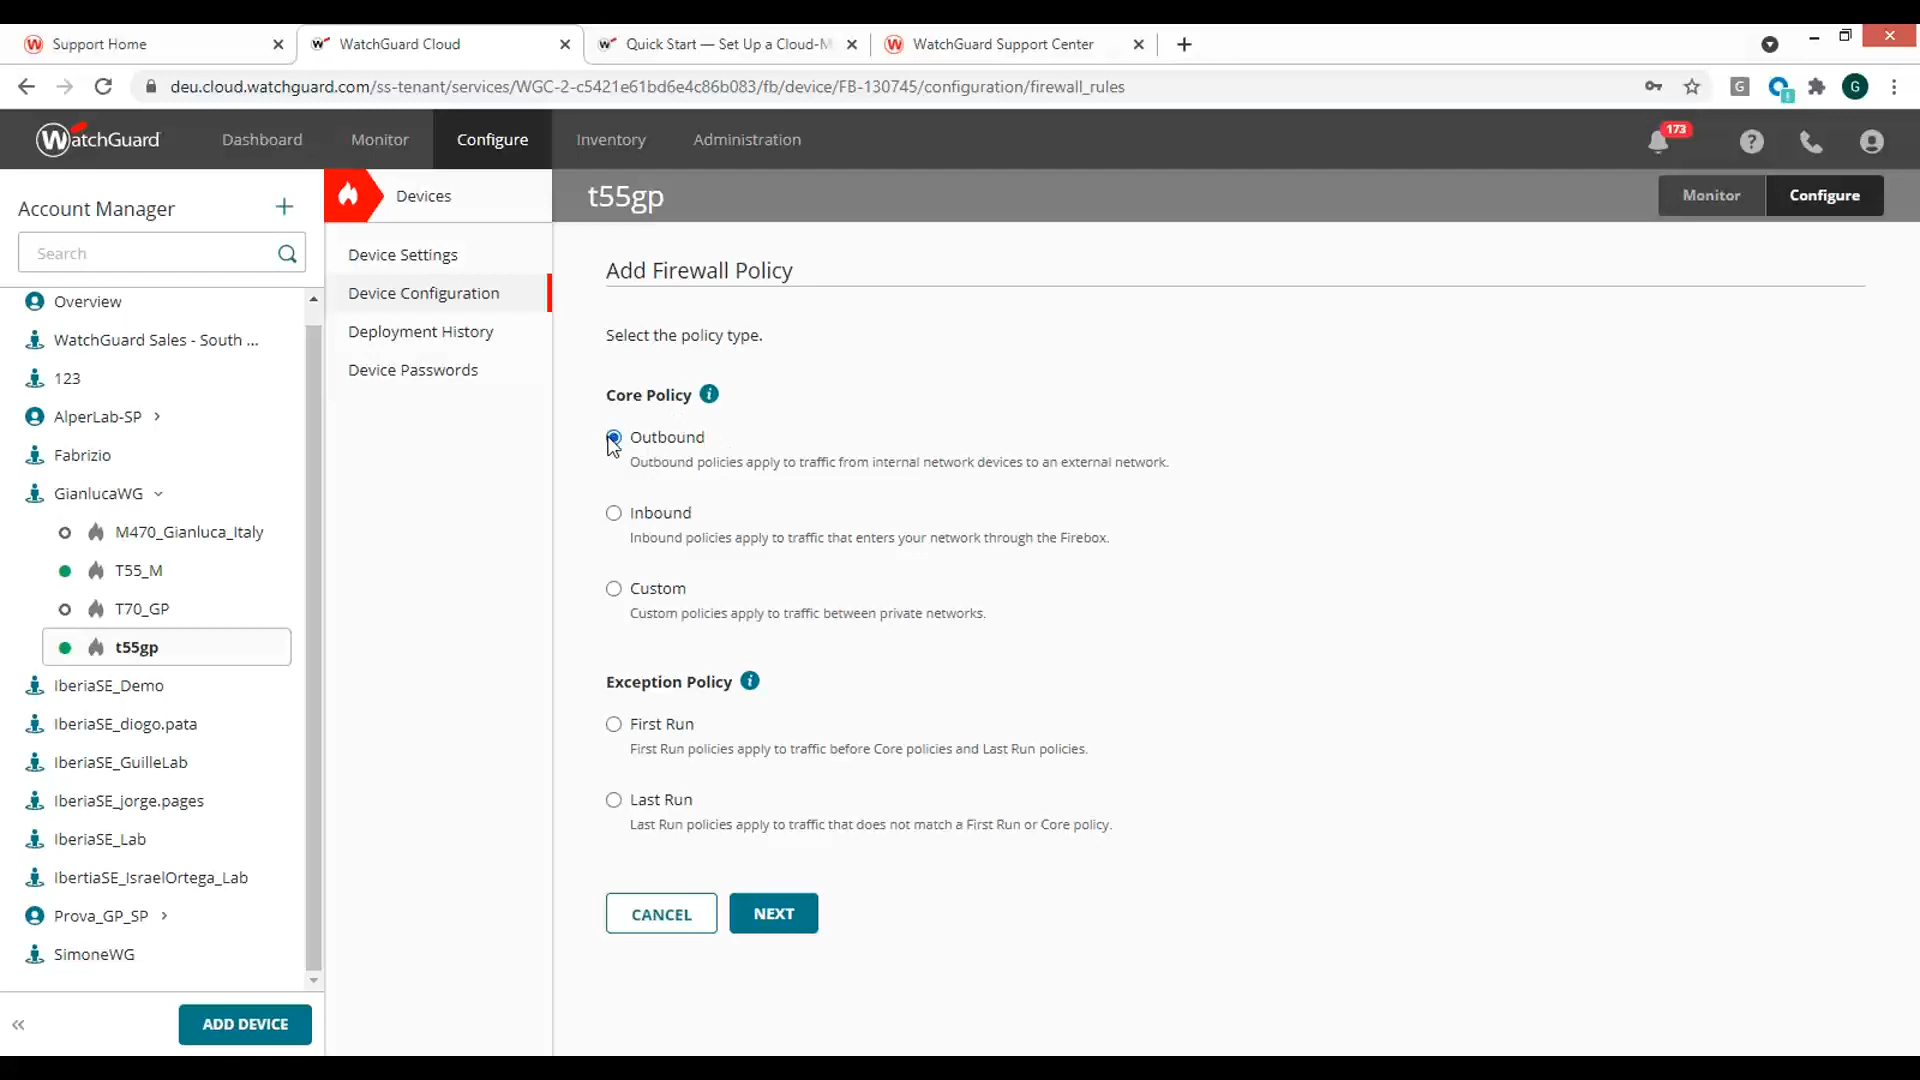 Support Home
WatchGuard Cloud
Quick Start — Set Up a Cloud-M
WatchGuard Support Center
deu.cloud.watchguard.com/ss-tenant/services/WGC-2-c5421e61bd6e4c86b083/fb/device/FB-130745/configuration/firewall_rules
WatchGuard
Dashboard
Monitor
Configure
Inventory
Administration
173
Account Manager
Search
Overview
WatchGuard Sales - South ...
123
AlperLab-SP
Fabrizio
GianlucaWG
M470_Gianluca_Italy
T55_M
T70_GP
t55gp
IberiaSE_Demo
IberiaSE_diogo.pata
IberiaSE_GuilleLab
IberiaSE_jorge.pages
IberiaSE_Lab
IbertiaSE_IsraelOrtega_Lab
Prova_GP_SP
SimoneWG
ADD DEVICE
Devices
Device Settings
Device Configuration
Deployment History
Device Passwords
t55gp
Monitor
Configure
Add Firewall Policy
Select the policy type.
Core Policy
Outbound
Outbound policies apply to traffic from internal network devices to an external network.
Inbound
Inbound policies apply to traffic that enters your network through the Firebox.
Custom
Custom policies apply to traffic between private networks.
Exception Policy
First Run
First Run policies apply to traffic before Core policies and Last Run policies.
Last Run
Last Run policies apply to traffic that does not match a First Run or Core policy.
CANCEL
NEXT